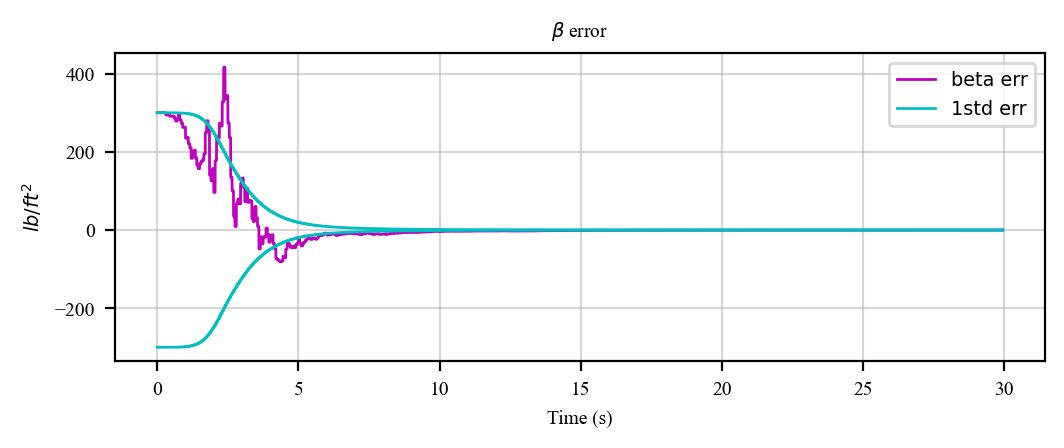 β error
400
200
0
−200
lb/ft²
beta err
1std err
0 5 10 15 20 25 30
Time (s)